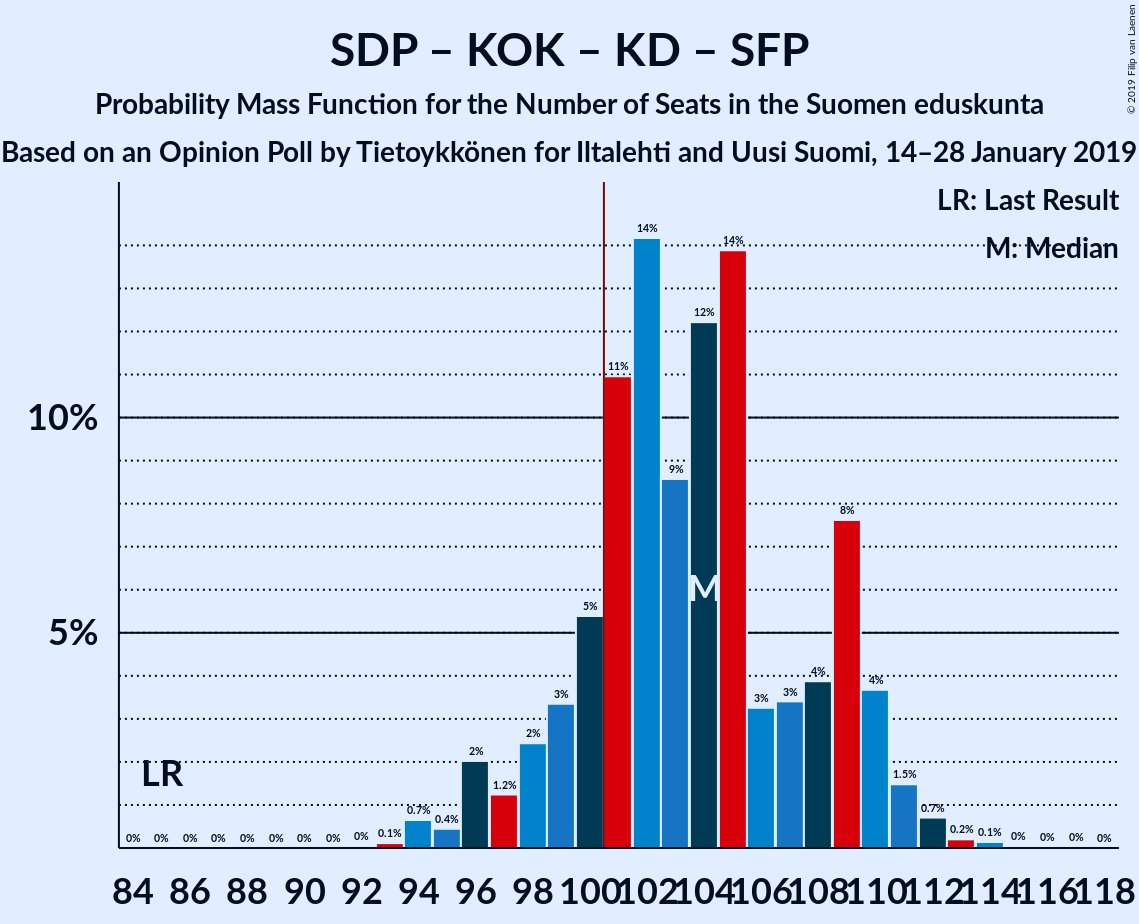 SDP – KOK – KD – SFP
Probability Mass Function for the Number of Seats in the Suomen eduskunta
Based on an Opinion Poll by Tietoykkönen for Iltalehti and Uusi Suomi, 14–28 January 2019
© 2019 Filip van Laenen
LR: Last Result
M: Median
10%
5%
LR
M
0% 0% 0% 0% 0% 0% 0% 0% 0% 0.1% 0.7% 0.4% 2% 1.2% 2% 3% 5% 11% 14% 9% 12% 14% 3% 3% 4% 8% 4% 1.5% 0.7% 0.2% 0.1% 0% 0% 0% 0%
84 86 88 90 92 94 96 98 100 102 104 106 108 110 112 114 116 118